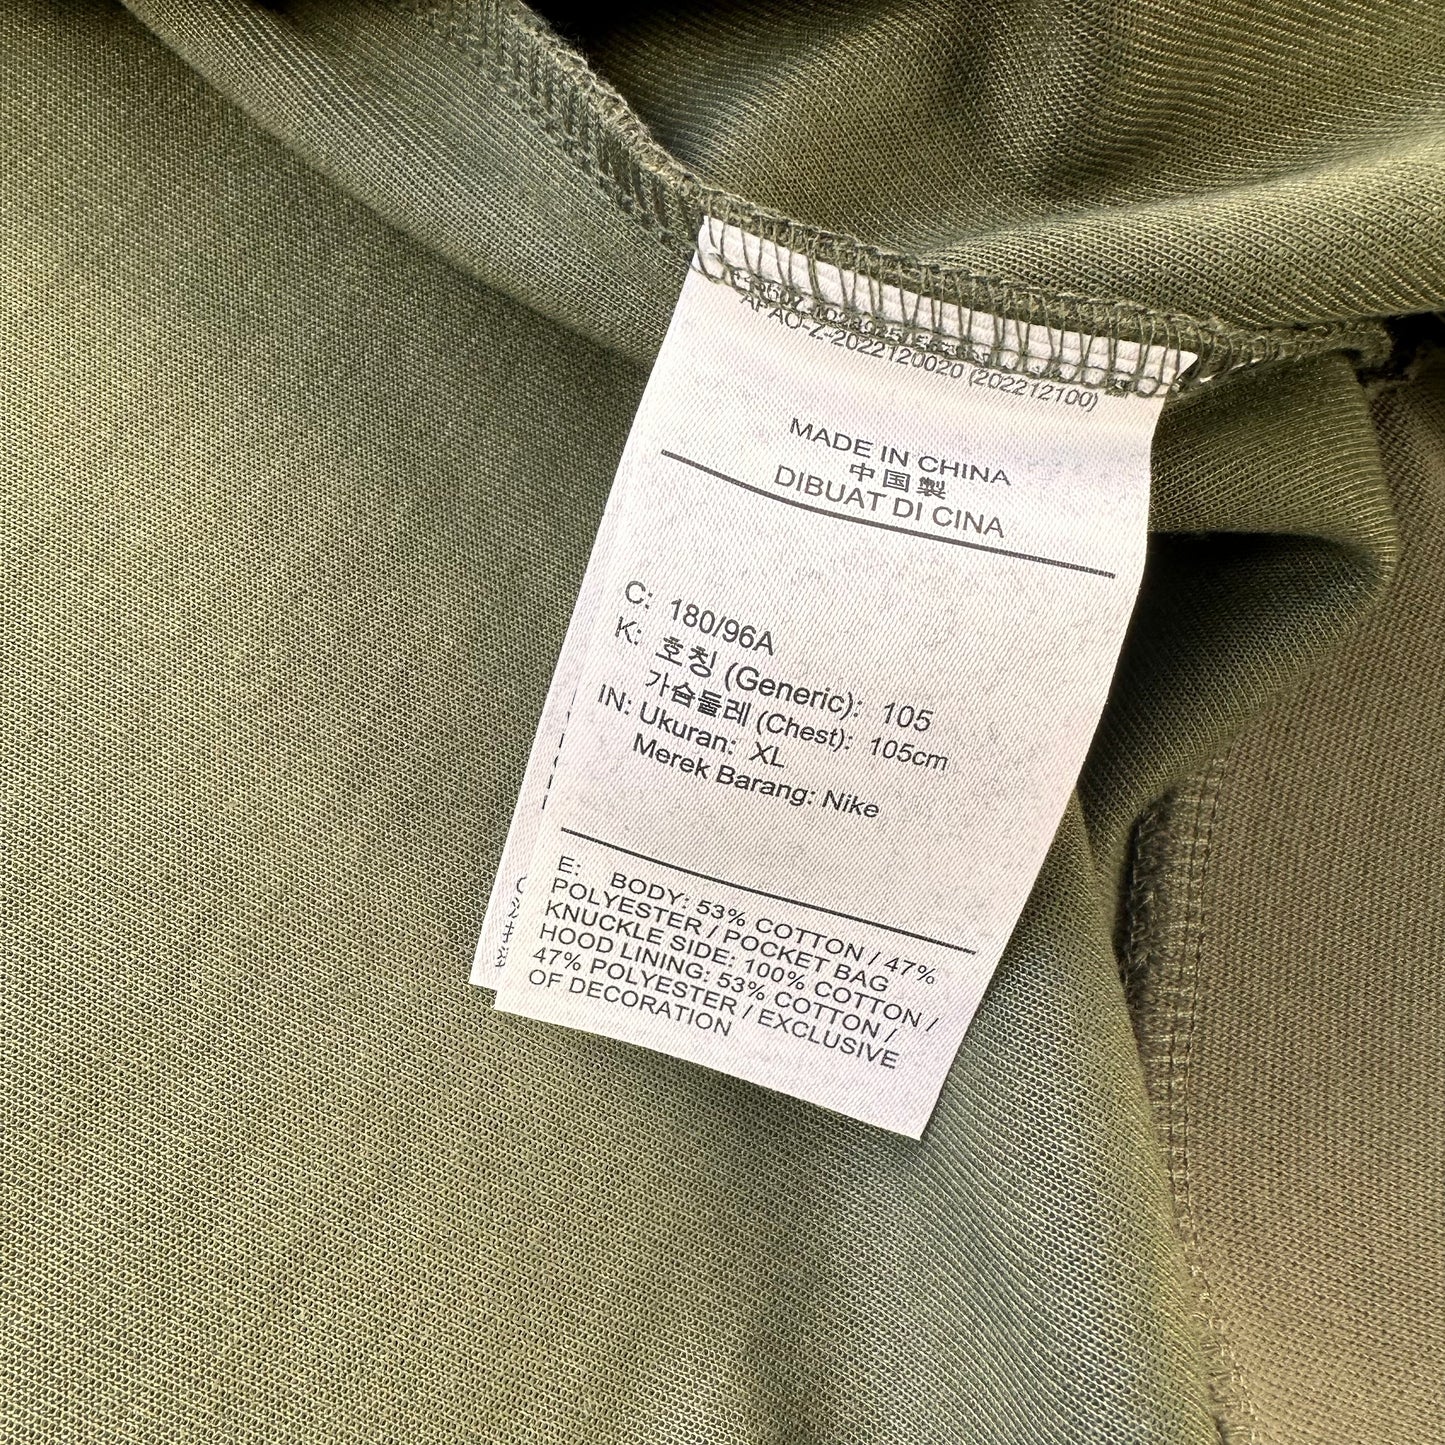 APAO-Z-2022120020 (202212100)
MADE IN CHINA
中国製
DIBUAT DI CINA
C: 180/96A
K: 호칭 (Generic): 105
가슴둘레 (Chest): 105cm
IN: Ukuran: XL
Merek Barang: Nike
E: BODY: 53% COTTON / 47%
POLYESTER / POCKET BAG
KNUCKLE SIDE: 100% COTTON /
HOOD LINING: 53% COTTON /
47% POLYESTER / EXCLUSIVE
OF DECORATION